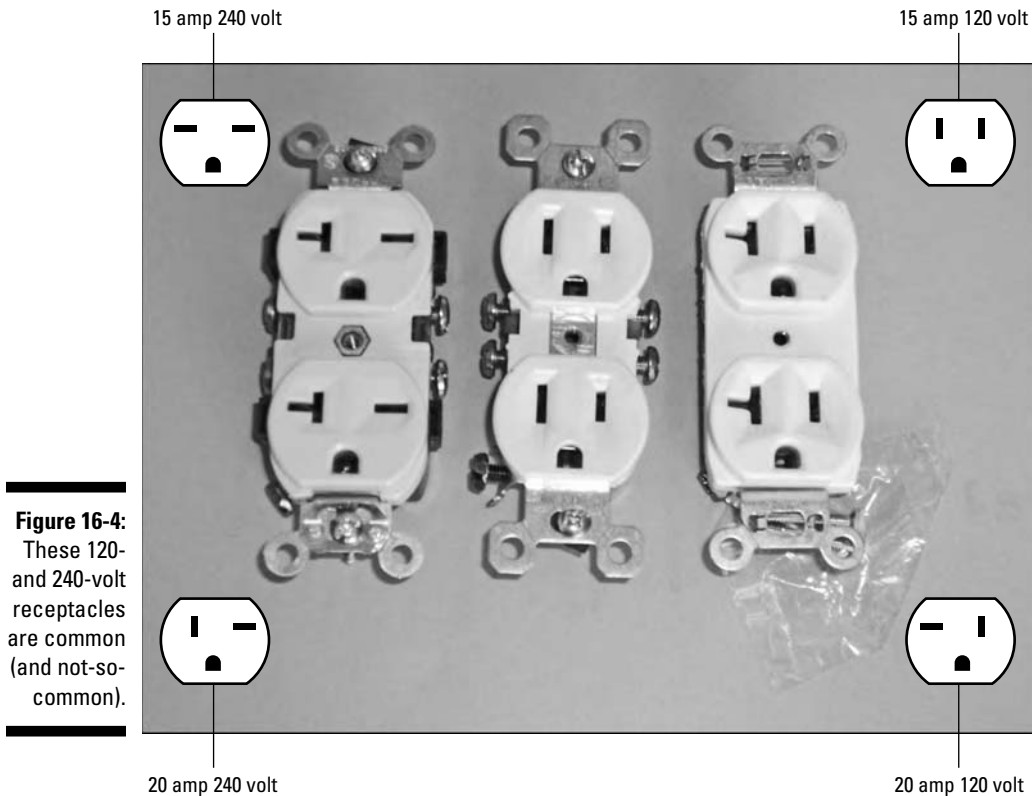 15 amp 240 volt
15 amp 120 volt
Figure 16-4:
These 120-
and 240-volt
receptacles
are common
(and not-so-
common).
20 amp 240 volt
20 amp 120 volt